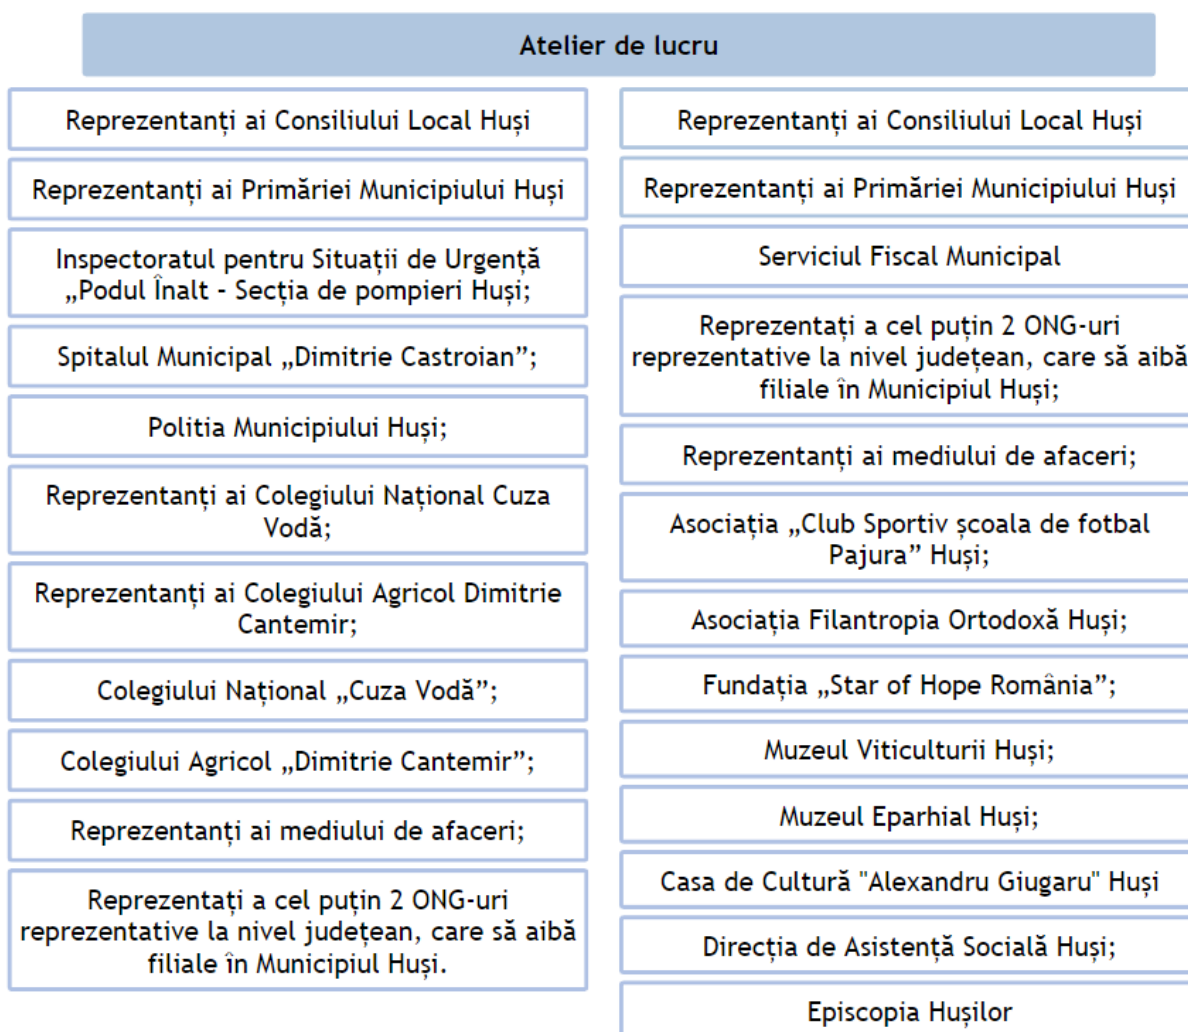 Atelier de lucru
Reprezentanți ai Consiliului Local Huși
Reprezentanți ai Primăriei Municipiului Huși
Inspectoratul pentru Situații de Urgență
„Podul Înalt - Secția de pompieri Huși;
Spitalul Municipal „Dimitrie Castroian”;
Politia Municipiului Huși;
Reprezentanți ai Colegiului Național Cuza
Vodă;
Reprezentanți ai Colegiului Agricol Dimitrie
Cantemir;
Colegiului Național „Cuza Vodă”;
Colegiului Agricol „Dimitrie Cantemir”;
Reprezentanți ai mediului de afaceri;
Reprezentați a cel puțin 2 ONG-uri
reprezentative la nivel județean, care să aibă
filiale în Municipiul Huși.
Reprezentanți ai Consiliului Local Huși
Reprezentanți ai Primăriei Municipiului Huși
Serviciul Fiscal Municipal
Reprezentați a cel puțin 2 ONG-uri
reprezentative la nivel județean, care să aibă
filiale în Municipiul Huși;
Reprezentanți ai mediului de afaceri;
Asociația „Club Sportiv școala de fotbal
Pajura” Huși;
Asociația Filantropia Ortodoxă Huși;
Fundația „Star of Hope România”;
Muzeul Viticulturii Huși;
Muzeul Eparhial Huși;
Casa de Cultură "Alexandru Giugaru" Huși
Direcția de Asistență Socială Huși;
Episcopia Hușilor